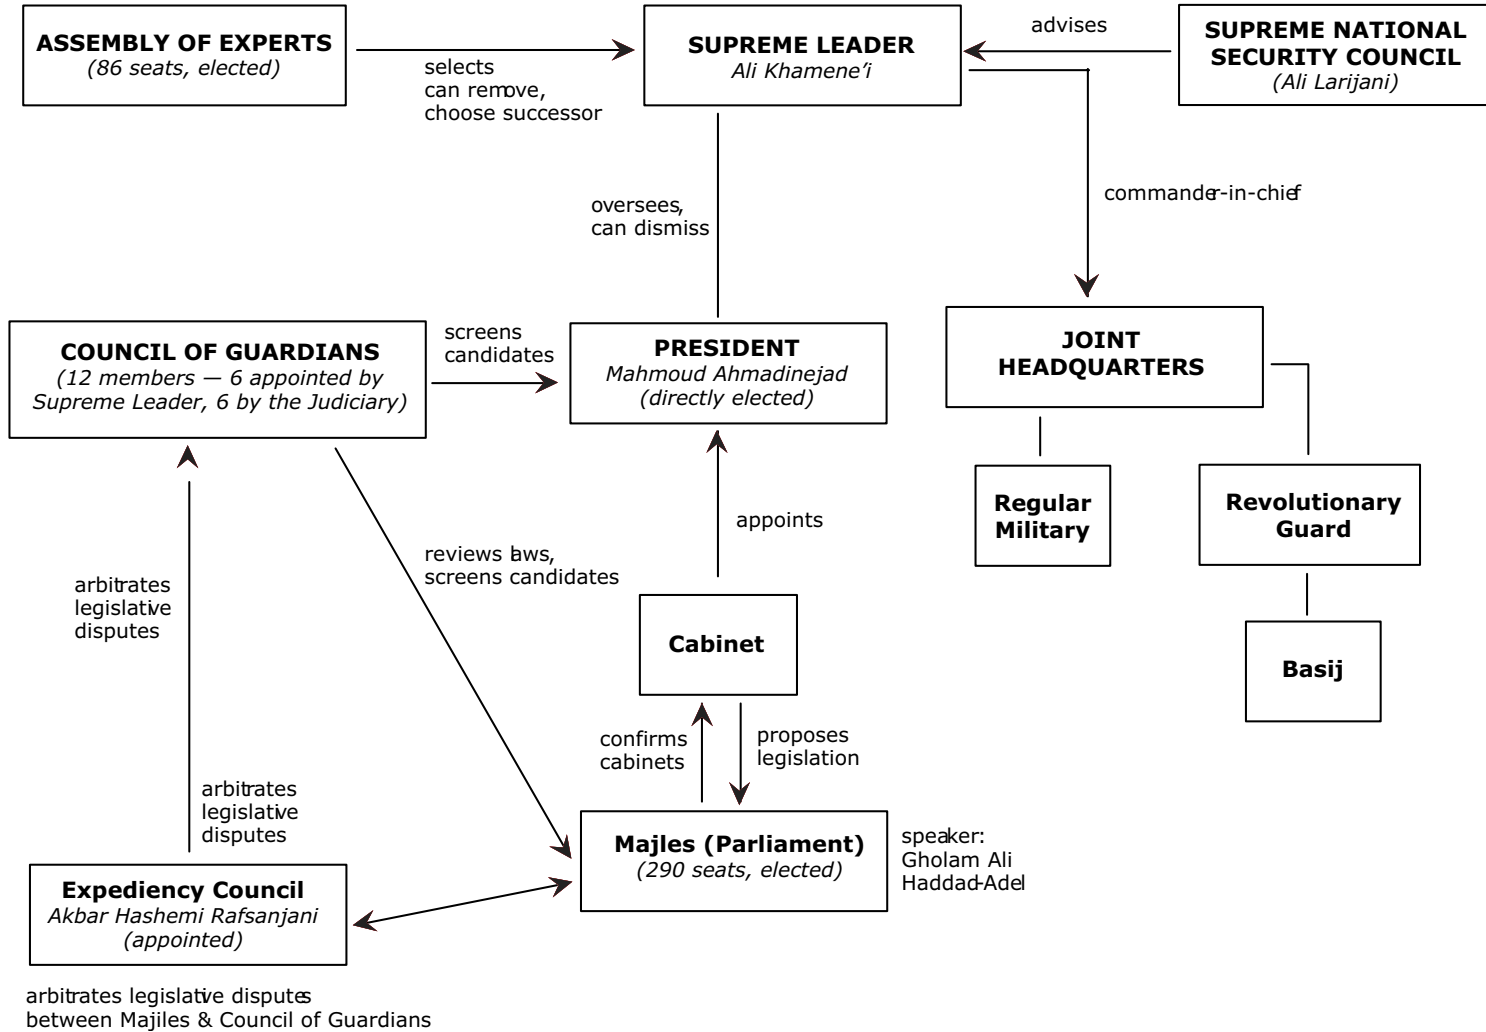 ASSEMBLY OF EXPERTS
(86 seats, elected)
selects
can remove,
choose successor
SUPREME LEADER
Ali Khamene’i
advises
SUPREME NATIONAL
SECURITY COUNCIL
(Ali Larijani)
oversees,
can dismiss
commander-in-chief
COUNCIL OF GUARDIANS
(12 members — 6 appointed by
Supreme Leader, 6 by the Judiciary)
screens
candidates
PRESIDENT
Mahmoud Ahmadinejad
(directly elected)
JOINT
HEADQUARTERS
Regular
Military
Revolutionary
Guard
Basij
appoints
reviews laws,
screens candidates
arbitrates
legislative
disputes
Cabinet
confirms
cabinets
proposes
legislation
arbitrates
legislative
disputes
Majles (Parliament)
(290 seats, elected)
speaker:
Gholam Ali
Haddad-Adel
Expediency Council
Akbar Hashemi Rafsanjani
(appointed)
arbitrates legislative disputes
between Majiles & Council of Guardians